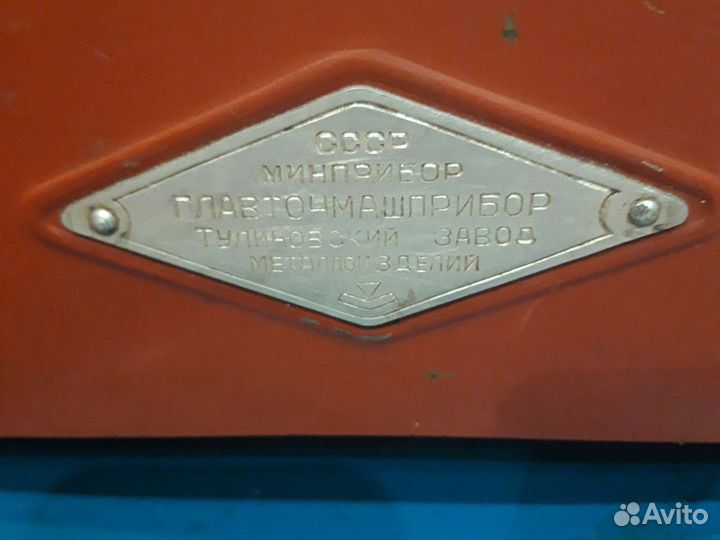 СССР
МИНПРИБОР
ГЛАВТОЧМАШПРИБОР
ТУЛИНОВСКИЙ ЗАВОД
МЕТАЛЛОИЗДЕЛИЙ
Avito